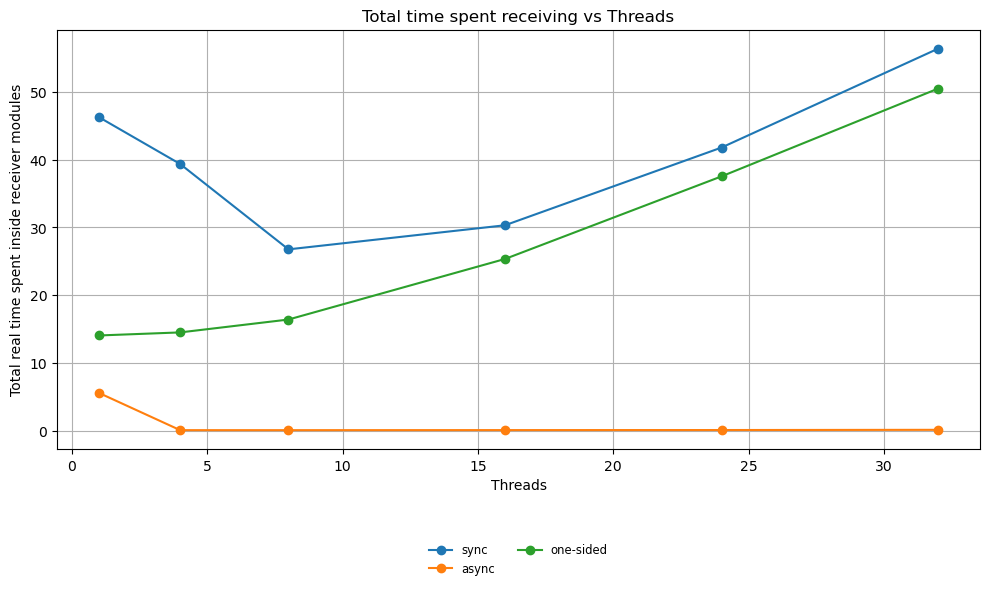 Total time spent receiving vs Threads
Total real time spent inside receiver modules
50
40
30
20
10
0
0 5 10 15 20 25 30
Threads
sync one-sided
async